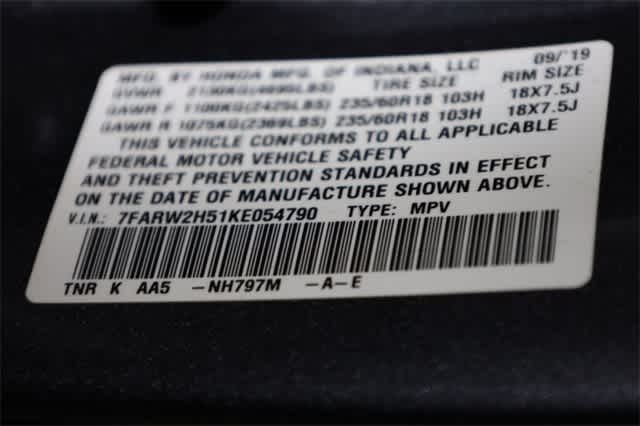 MFG. BY HONDA MFG. OF INDIANA, LLC 09/'19
GVWR 2130KG(4695LBS) TIRE SIZE RIM SIZE
GAWR F 1100KG(2425LBS) 235/60R18 103H 18X7.5J
GAWR R 1075KG(2369LBS) 235/60R18 103H 18X7.5J
THIS VEHICLE CONFORMS TO ALL APPLICABLE
FEDERAL MOTOR VEHICLE SAFETY
AND THEFT PREVENTION STANDARDS IN EFFECT
ON THE DATE OF MANUFACTURE SHOWN ABOVE.
V.I.N.: 7FARW2H51KE054790 TYPE: MPV
TNR K AA5 -NH797M -A-E